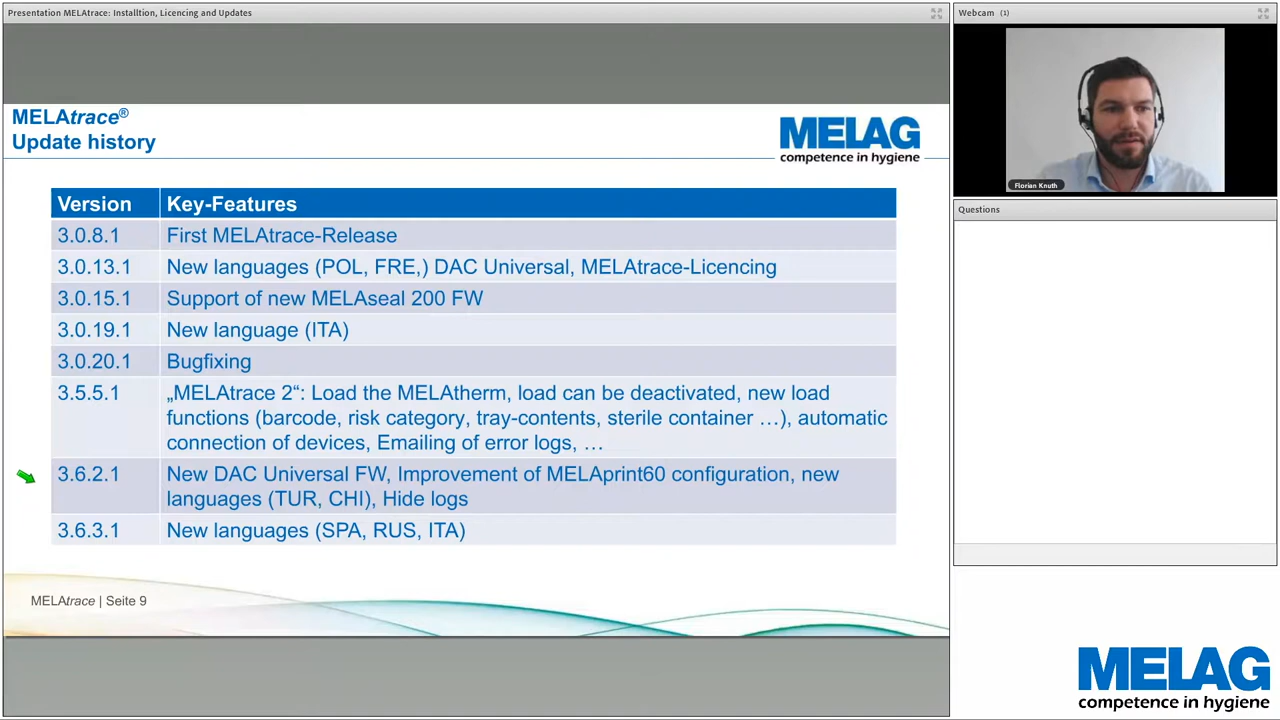 Presentation MELAtrace: Installtion, Licencing and Updates
MELAtrace®
Update history
MELAG
competence in hygiene
Version Key-Features
3.0.8.1 First MELAtrace-Release
3.0.13.1 New languages (POL, FRE,) DAC Universal, MELAtrace-Licencing
3.0.15.1 Support of new MELAseal 200 FW
3.0.19.1 New language (ITA)
3.0.20.1 Bugfixing
3.5.5.1 „MELAtrace 2“: Load the MELAtherm, load can be deactivated, new load
functions (barcode, risk category, tray-contents, sterile container …), automatic
connection of devices, Emailing of error logs, …
3.6.2.1 New DAC Universal FW, Improvement of MELAprint60 configuration, new
languages (TUR, CHI), Hide logs
3.6.3.1 New languages (SPA, RUS, ITA)
MELAtrace | Seite 9
Webcam (1)
Florian Knuth
Questions
MELAG
competence in hygiene